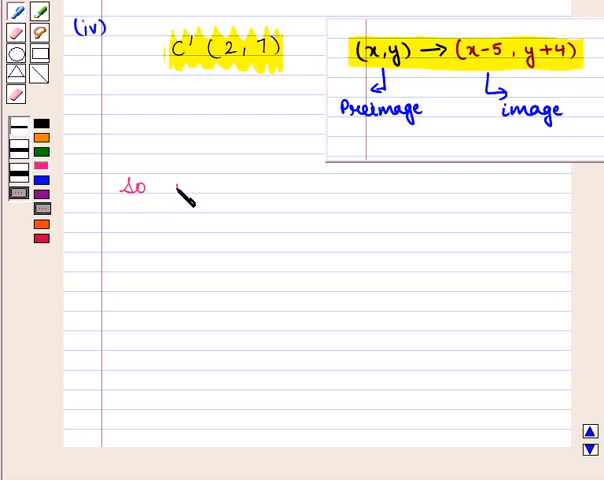 (iv)
C' (2, 7)
(x,y) → (x-5, y+4)
Preimage image
So